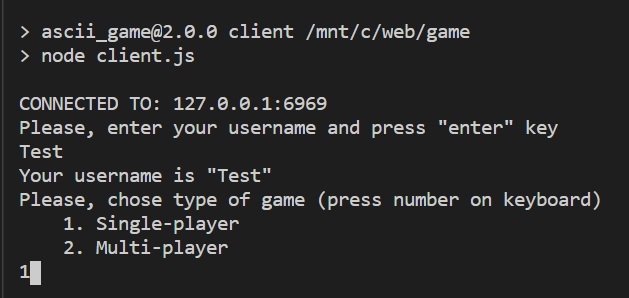 > ascii_game@2.0.0 client /mnt/c/web/game
> node client.js
CONNECTED TO: 127.0.0.1:6969
Please, enter your username and press "enter" key
Test
Your username is "Test"
Please, chose type of game (press number on keyboard)
1. Single-player
2. Multi-player
1